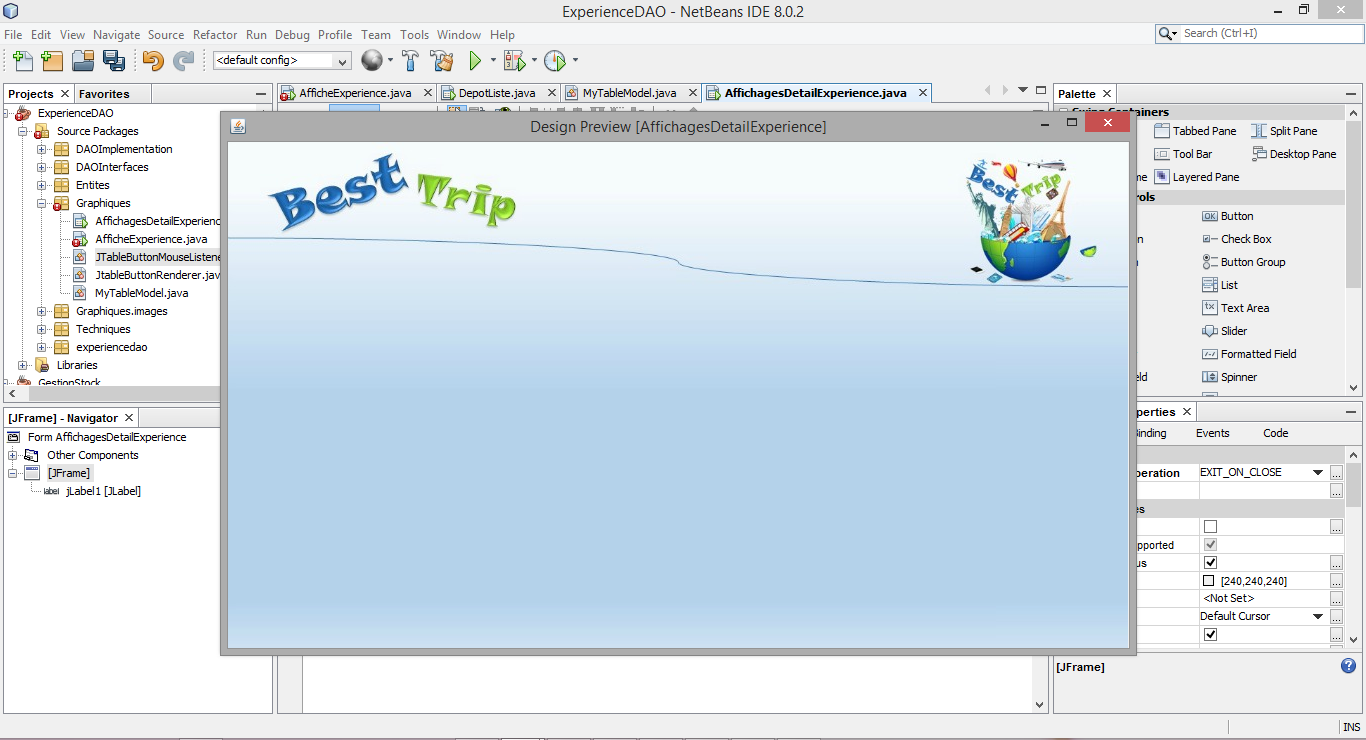 ExperienceDAO - NetBeans IDE 8.0.2
File Edit View Navigate Source Refactor Run Debug Profile Team Tools Window Help
Search (Ctrl+I)
<default config>
Projects Favorites
AfficheExperience.java DepotListe.java MyTableModel.java AffichagesDetailExperience.java
Palette
ExperienceDAO
Source Packages
DAOImplementation
DAOInterfaces
Entites
Graphiques
AffichagesDetailExperienc
AfficheExperience.java
JTableButtonMouseListene
JtableButtonRenderer.jav
MyTableModel.java
Graphiques.images
Techniques
experiencedao
Libraries
GestionStock
[JFrame] - Navigator
Form AffichagesDetailExperience
Other Components
[JFrame]
label jLabel1 [JLabel]
Design Preview [AffichagesDetailExperience]
Best Trip
Best Trip
Swing Containers
Tabbed Pane Split Pane
Tool Bar Desktop Pane
me Layered Pane
rols
OK Button
Check Box
Button Group
List
Text Area
Slider
Formatted Field
eld Spinner
perties
Binding Events Code
peration EXIT_ON_CLOSE
es
pported
us
[240,240,240]
<Not Set>
Default Cursor
[JFrame]
INS